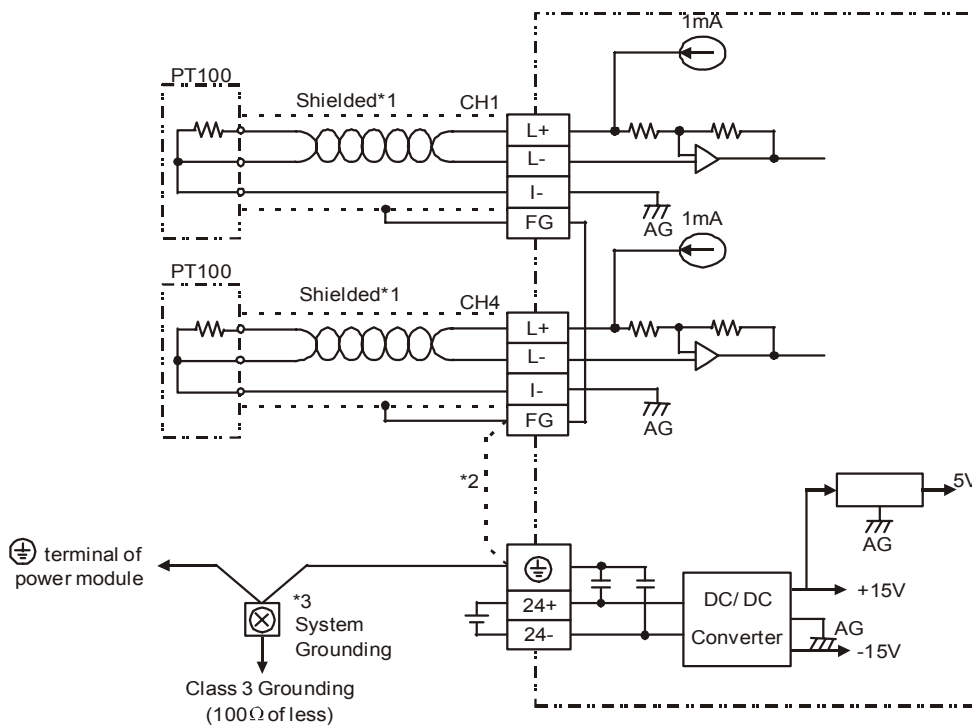 1mA
PT100
Shielded*1
CH1
L+
L-
I-
FG
AG
1mA
PT100
Shielded*1
CH4
L+
L-
I-
FG
AG
*2
5V
AG
terminal of
power module
*3
System
Grounding
24+
24-
DC/ DC
Converter
+15V
AG
-15V
Class 3 Grounding
(100Ω of less)